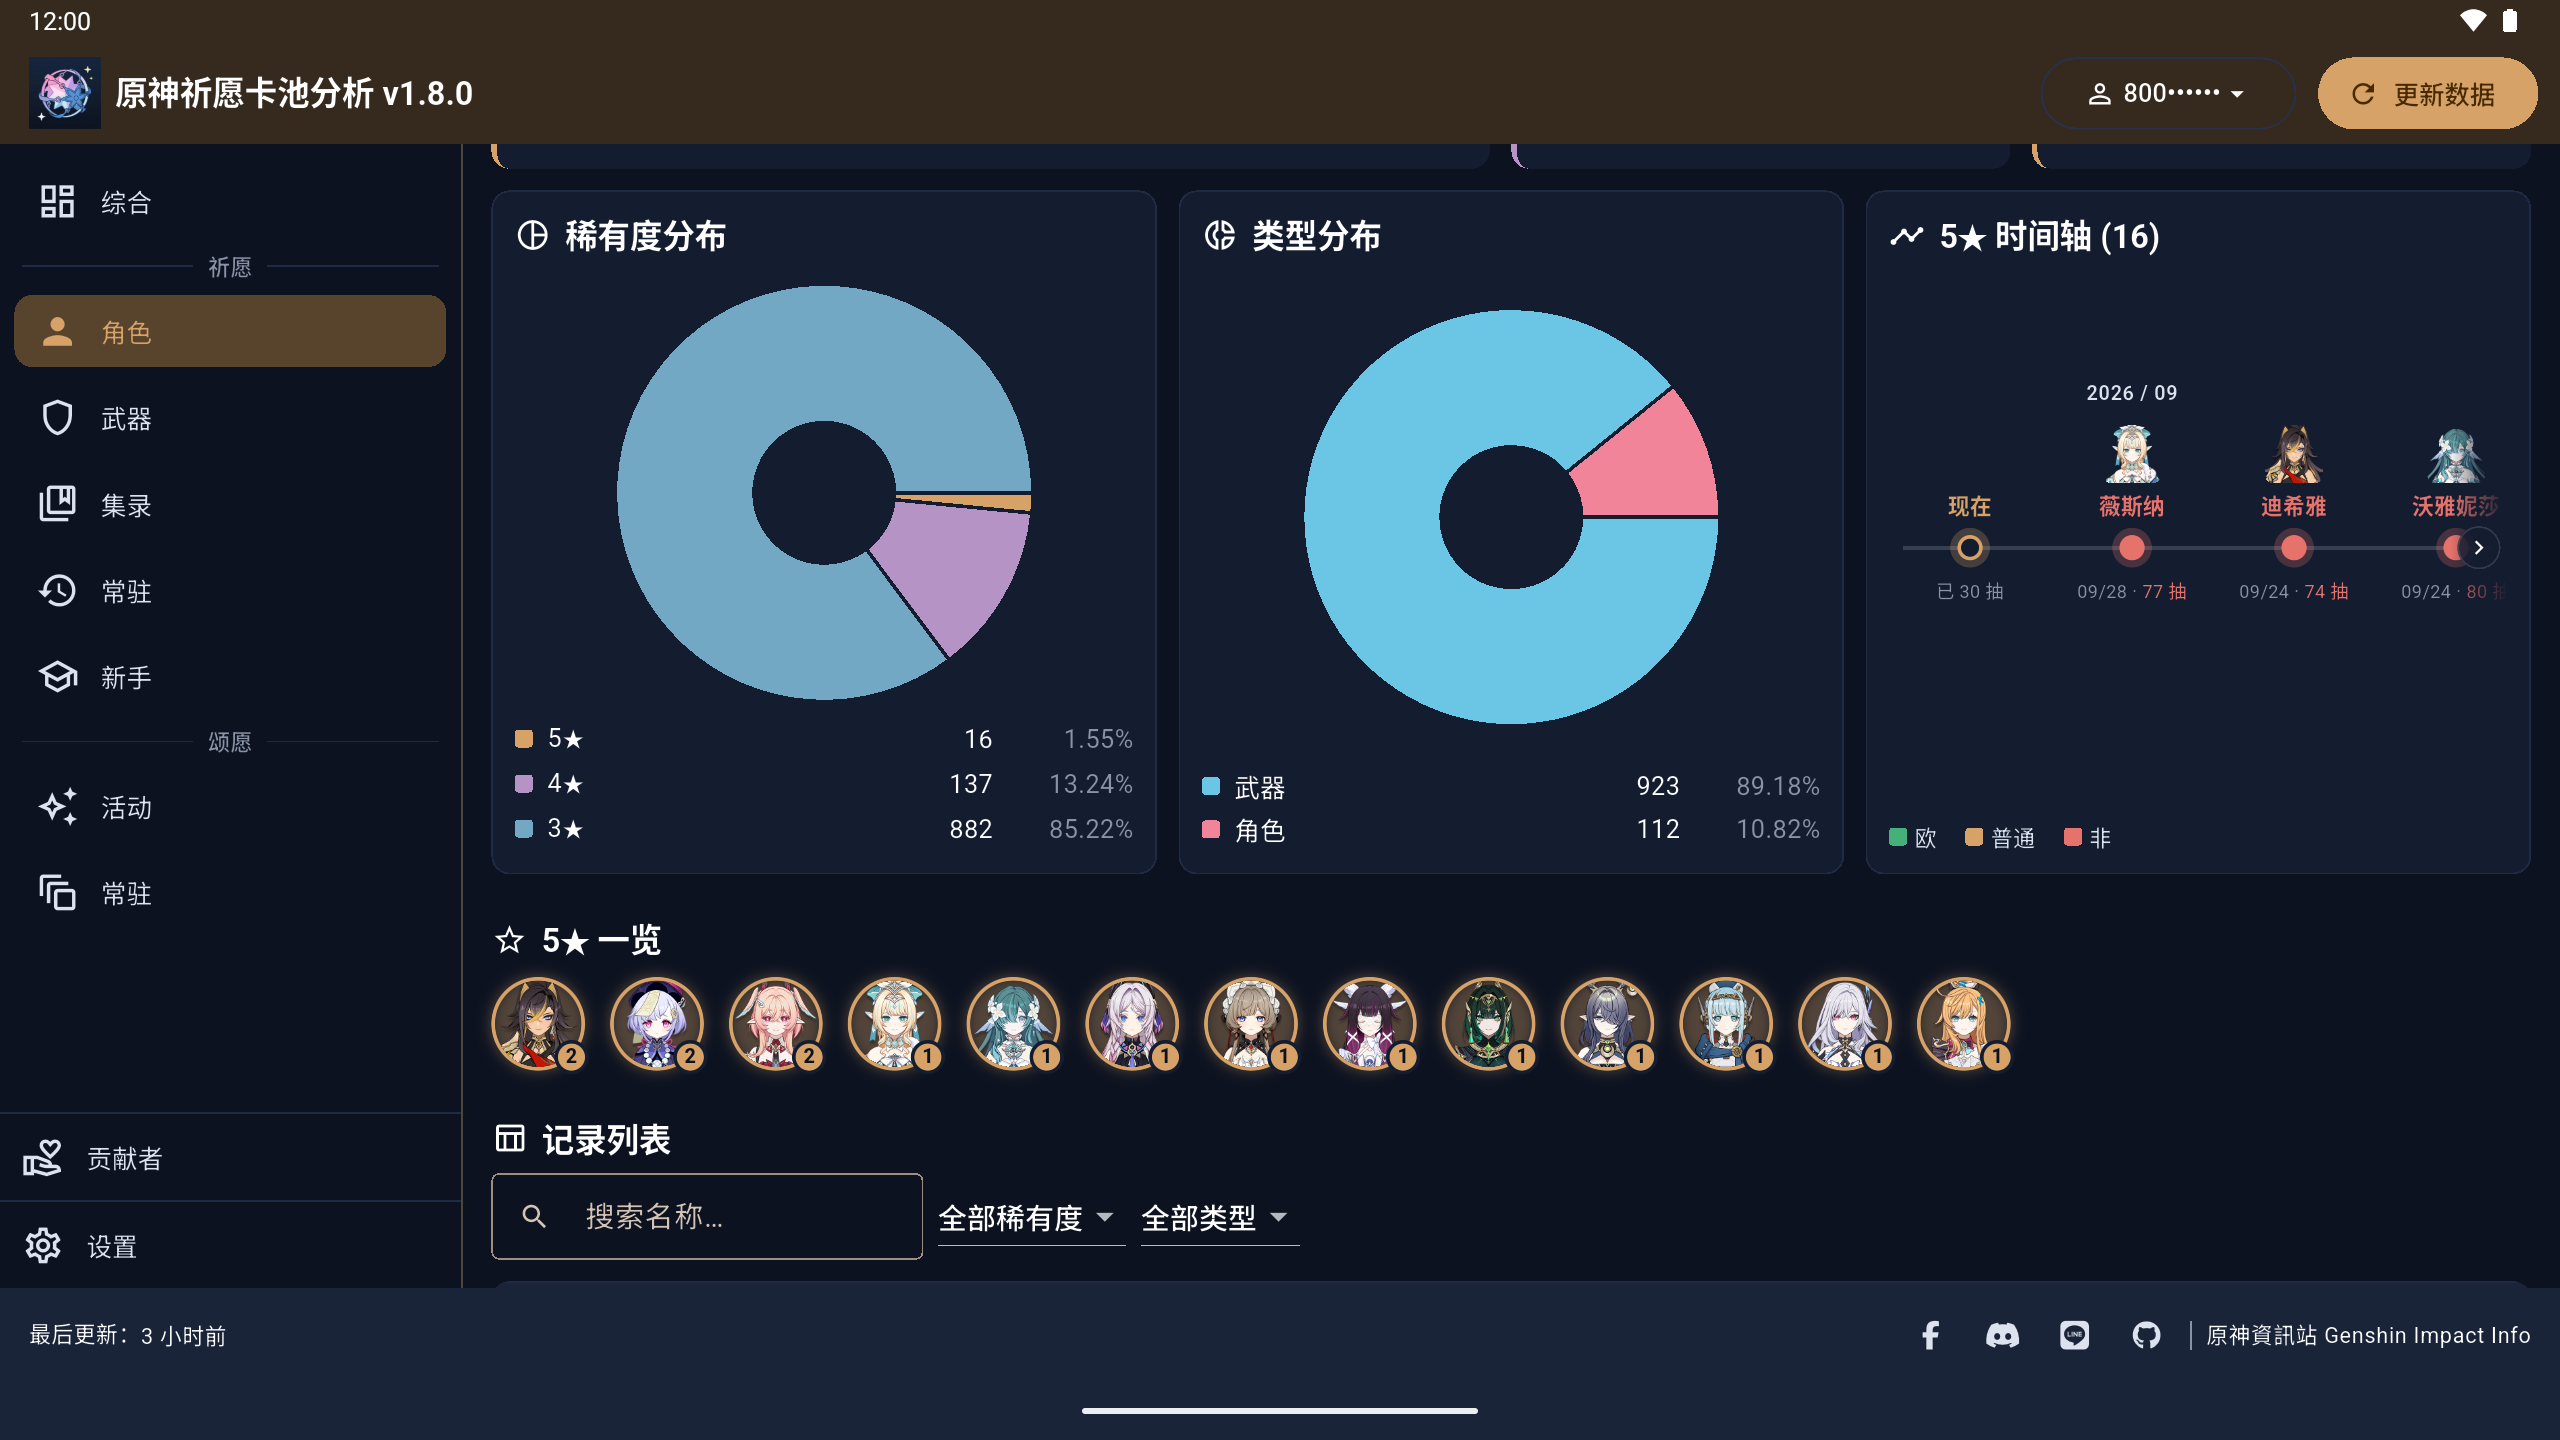 12:00
原神祈愿卡池分析 v1.8.0
800••••••
更新数据
综合
祈愿
角色
武器
集录
常驻
新手
颂愿
活动
常驻
贡献者
设置
稀有度分布
5★ 16 1.55%
4★ 137 13.24%
3★ 882 85.22%
类型分布
武器 923 89.18%
角色 112 10.82%
5★ 时间轴 (16)
2026 / 09
现在 薇斯纳 迪希雅 沃雅妮莎
已 30 抽 09/28 · 77 抽 09/24 · 74 抽 09/24 · 80 抽
欧 普通 非
5★ 一览
2 2 2 1 1 1 1 1 1 1 1 1 1
记录列表
搜索名称...
全部稀有度 全部类型
最后更新：3 小时前
LINE
原神資訊站 Genshin Impact Info